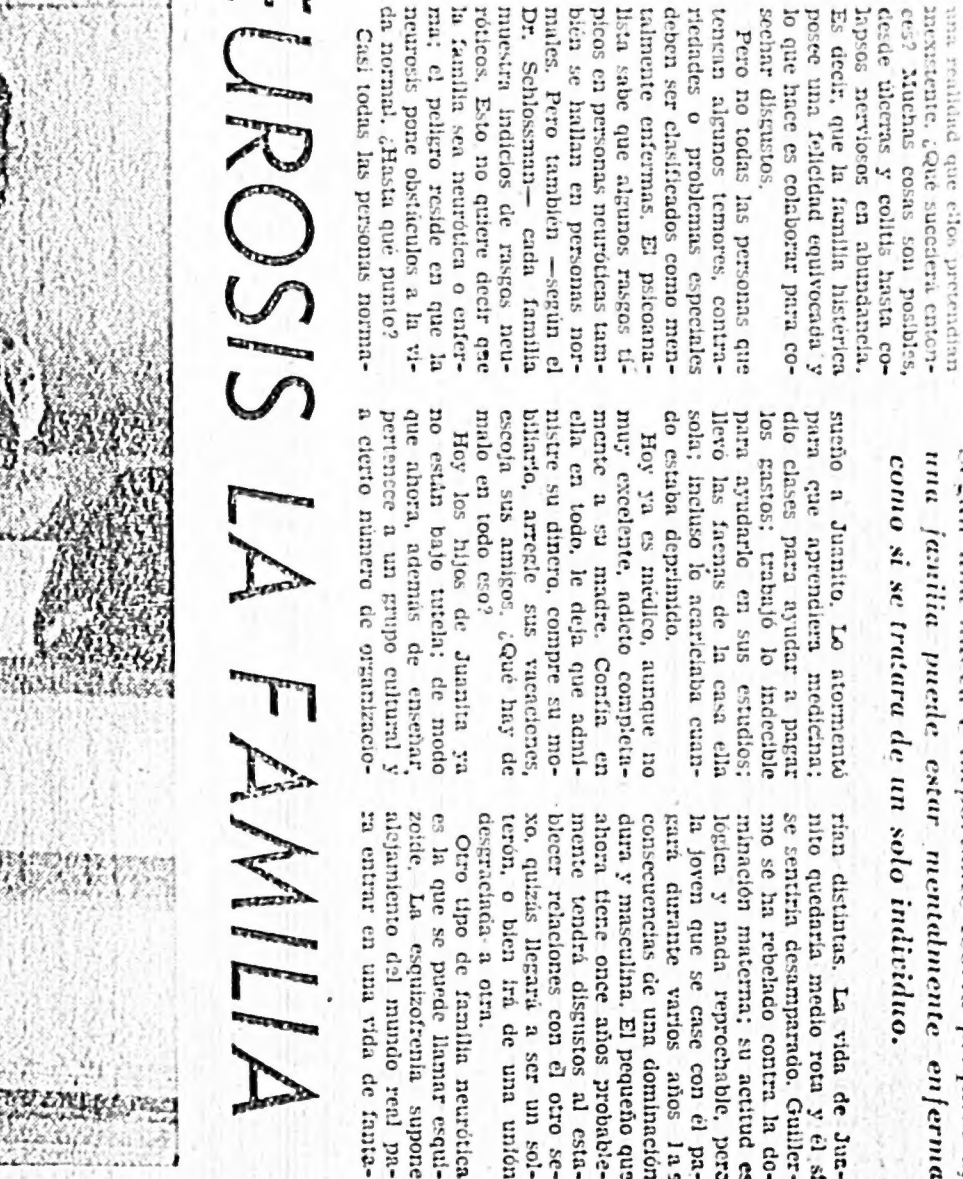 una familia puede estar mentalmente enferma
como si se tratara de un solo individuo.
una realidad que ellos pretendían
inexistente. ¿Qué sucederá enton-
ces? Muchas cosas son posibles,
desde úlceras y colitis hasta co-
lapsos nerviosos en abundancia.
Es decir, que la familia histérica
posee una felicidad equivocada y
lo que hace es colaborar para co-
sechar disgustos.
Pero no todas las personas que
tengan algunos temores, contra-
riedades o problemas especiales
deben ser clasificados como men-
talmente enfermas. El psicoana-
lista sabe que algunos rasgos tí-
picos en personas neuróticas tam-
bién se hallan en personas nor-
males. Pero también —según el
Dr. Schlossmun— cada familia
muestra indicios de rasgos neu-
róticos. Esto no quiere decir que
la familia sea neurótica o enfer-
ma; el peligro reside en que la
neurosis pone obstáculos a la vi-
da normal. ¿Hasta qué punto?
Casi todas las personas norma-
sueño a Juanito. Lo atormentó
para que aprendiera medicina;
dio clases para ayudar a pagar
los gastos; trabajó lo indecible
para ayudarlo en sus estudios;
llevó las faenas de la casa ella
sola; incluso lo acariciaba cuan-
do estaba deprimido.
Hoy ya es médico, aunque no
muy excelente, adicto completa-
mente a su madre. Confía en
ella en todo, le deja que admi-
nistre su dinero, compre su mo-
biliario, arregle sus vacaciones,
escoja sus amigos. ¿Qué hay de
malo en todo eso?
Hoy los hijos de Juanita ya
no están bajo tutela; de modo
que ahora, además de enseñar,
pertenece a un grupo cultural y
a cierto número de organizacio-
rían distintas. La vida de Jua-
nito quedaría medio rota y él sí
se sentiría desamparado. Guiller-
mo se ha rebelado contra la do-
minación materna; su actitud es
lógica y nada reprochable, pero
la joven que se case con él pa-
gará durante varios años las
consecuencias de una dominación
dura y masculina. El pequeño que
ahora tiene once años probable-
mente tendrá disgustos al esta-
blecer relaciones con el otro se-
xo, quizás llegará a ser un sol-
terón, o bien irá de una unión
desgraciada a otra.
Otro tipo de familia neurótica
es la que se puede llamar esqui-
zoide. La esquizofrenia supone
alejamiento del mundo real pa-
ra entrar en una vida de fanta-
EUROSIS LA FAMILIA